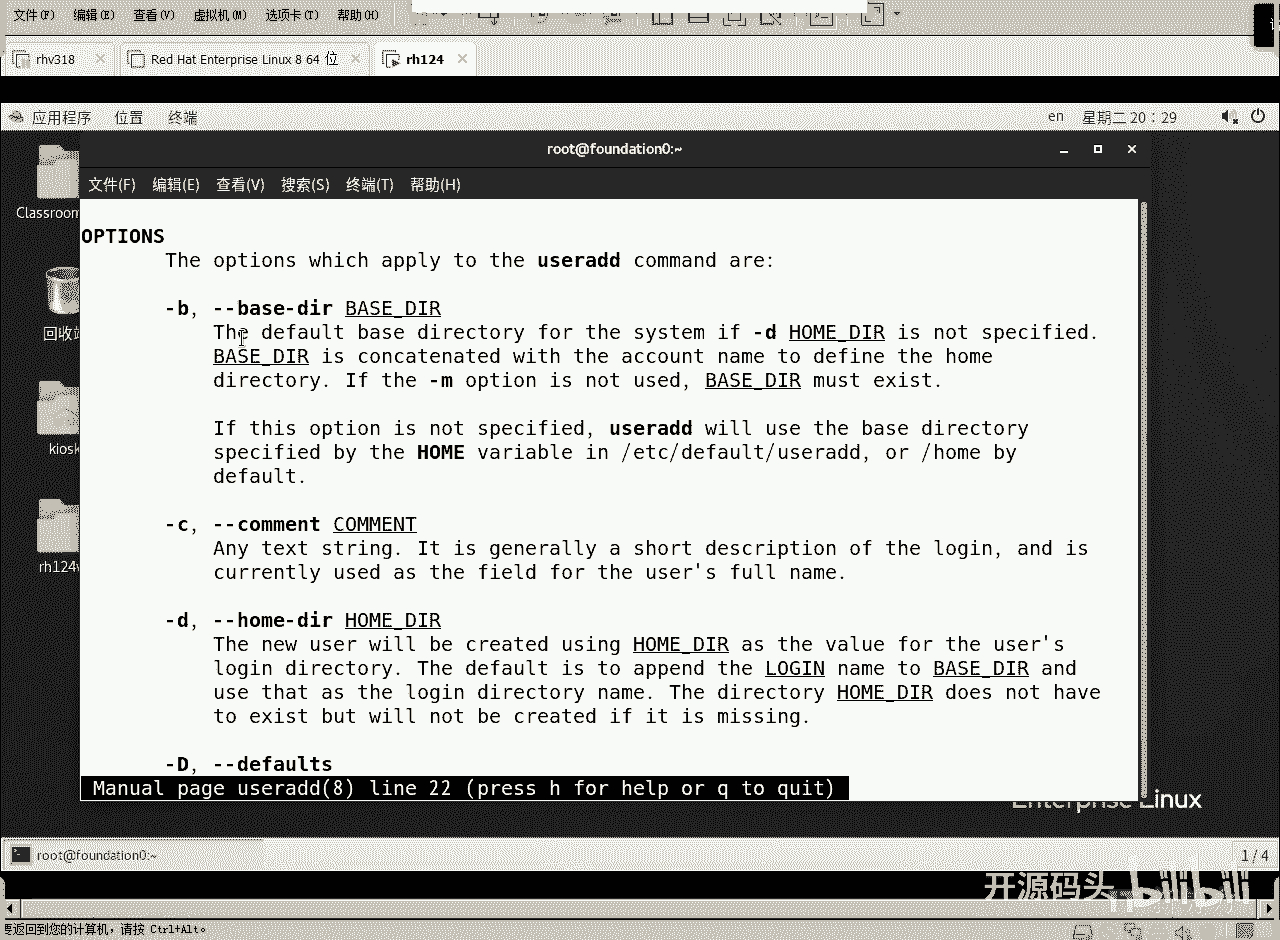 文件(F) 编辑(E) 查看(V) 虚拟机(M) 选项卡(T) 帮助(H)
rhv318 Red Hat Enterprise Linux 8 64 位 rh124
应用程序 位置 终端 en 星期二 20：29
root@foundation0:~
文件(F) 编辑(E) 查看(V) 搜索(S) 终端(T) 帮助(H)
Classroom
回收站
kiosk
OPTIONS
The options which apply to the useradd command are:
-b, --base-dir BASE_DIR
The default base directory for the system if -d HOME_DIR is not specified.
BASE_DIR is concatenated with the account name to define the home
directory. If the -m option is not used, BASE_DIR must exist.
If this option is not specified, useradd will use the base directory
specified by the HOME variable in /etc/default/useradd, or /home by
default.
-c, --comment COMMENT
Any text string. It is generally a short description of the login, and is
currently used as the field for the user's full name.
-d, --home-dir HOME_DIR
The new user will be created using HOME_DIR as the value for the user's
login directory. The default is to append the LOGIN name to BASE_DIR and
use that as the login directory name. The directory HOME_DIR does not have
to exist but will not be created if it is missing.
-D, --defaults
Manual page useradd(8) line 22 (press h for help or q to quit)
Enterprise Linux
root@foundation0:~ 1 / 4
开源码头 bilibili
要返回到您的计算机，请按 Ctrl+Alt。